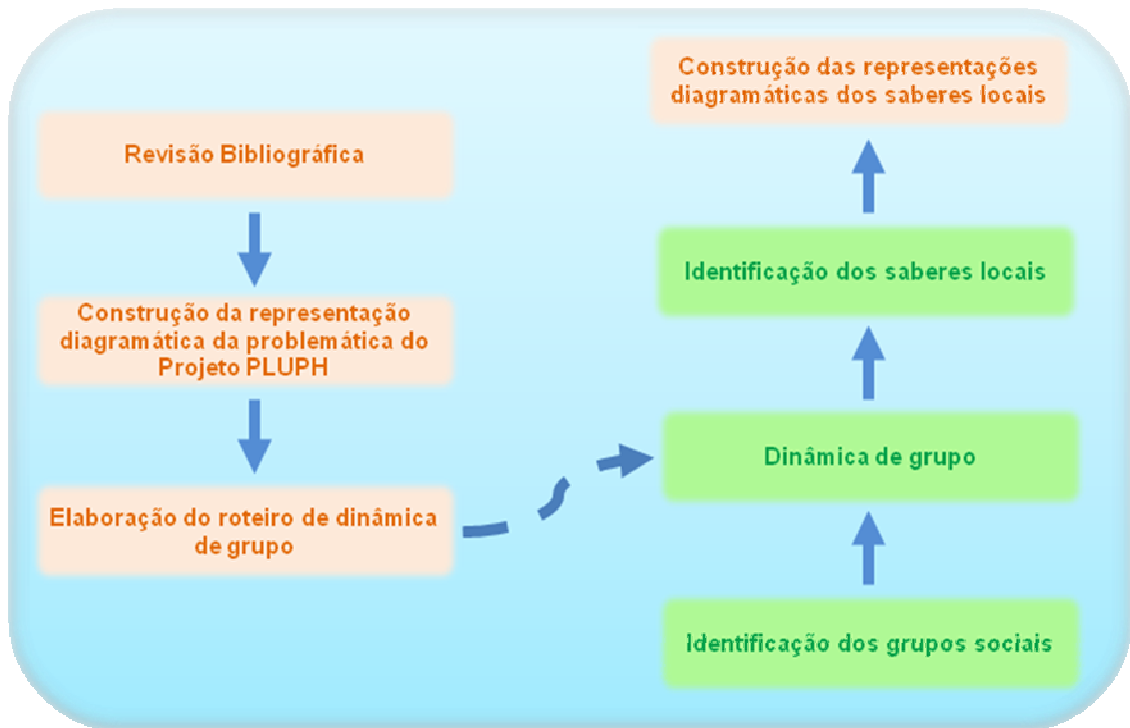 Revisão Bibliográfica
Construção da representação
diagramática da problemática do
Projeto PLUPH
Elaboração do roteiro de dinâmica
de grupo
Construção das representações
diagramáticas dos saberes locais
Identificação dos saberes locais
Dinâmica de grupo
Identificação dos grupos sociais